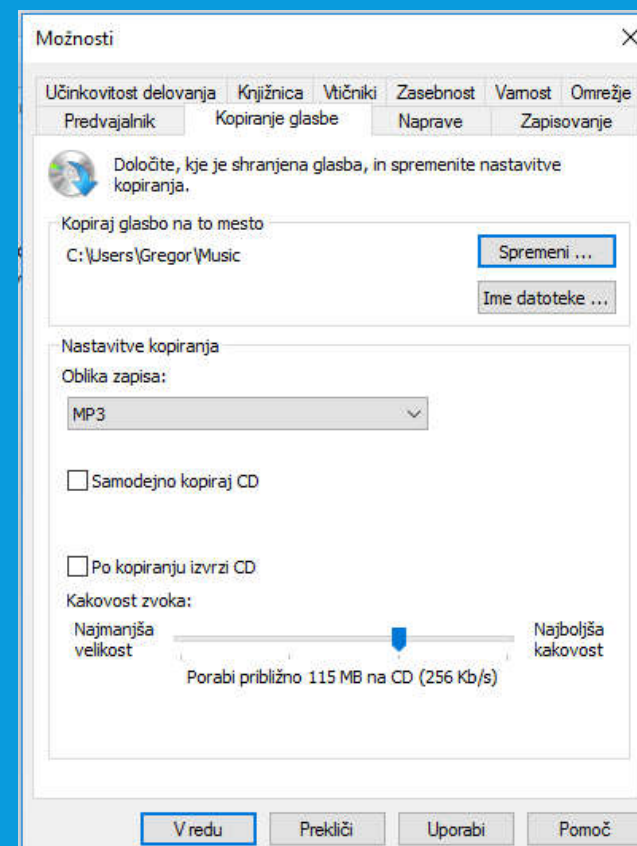 Možnosti
Učinkovitost delovanja Knjižnica Vtičniki Zasebnost Varnost Omrežje
Predvajalnik Kopiranje glasbe Naprave Zapisovanje
Določite, kje je shranjena glasba, in spremenite nastavitve
kopiranja.
Kopiraj glasbo na to mesto
C:\Users\Gregor\Music
Spremeni ...
Ime datoteke ...
Nastavitve kopiranja
Oblika zapisa:
MP3
Samodejno kopiraj CD
Po kopiranju izvrzi CD
Kakovost zvoka:
Najmanjša
velikost
Najboljša
kakovost
Porabi približno 115 MB na CD (256 Kb/s)
V redu Prekliči Uporabi Pomoč